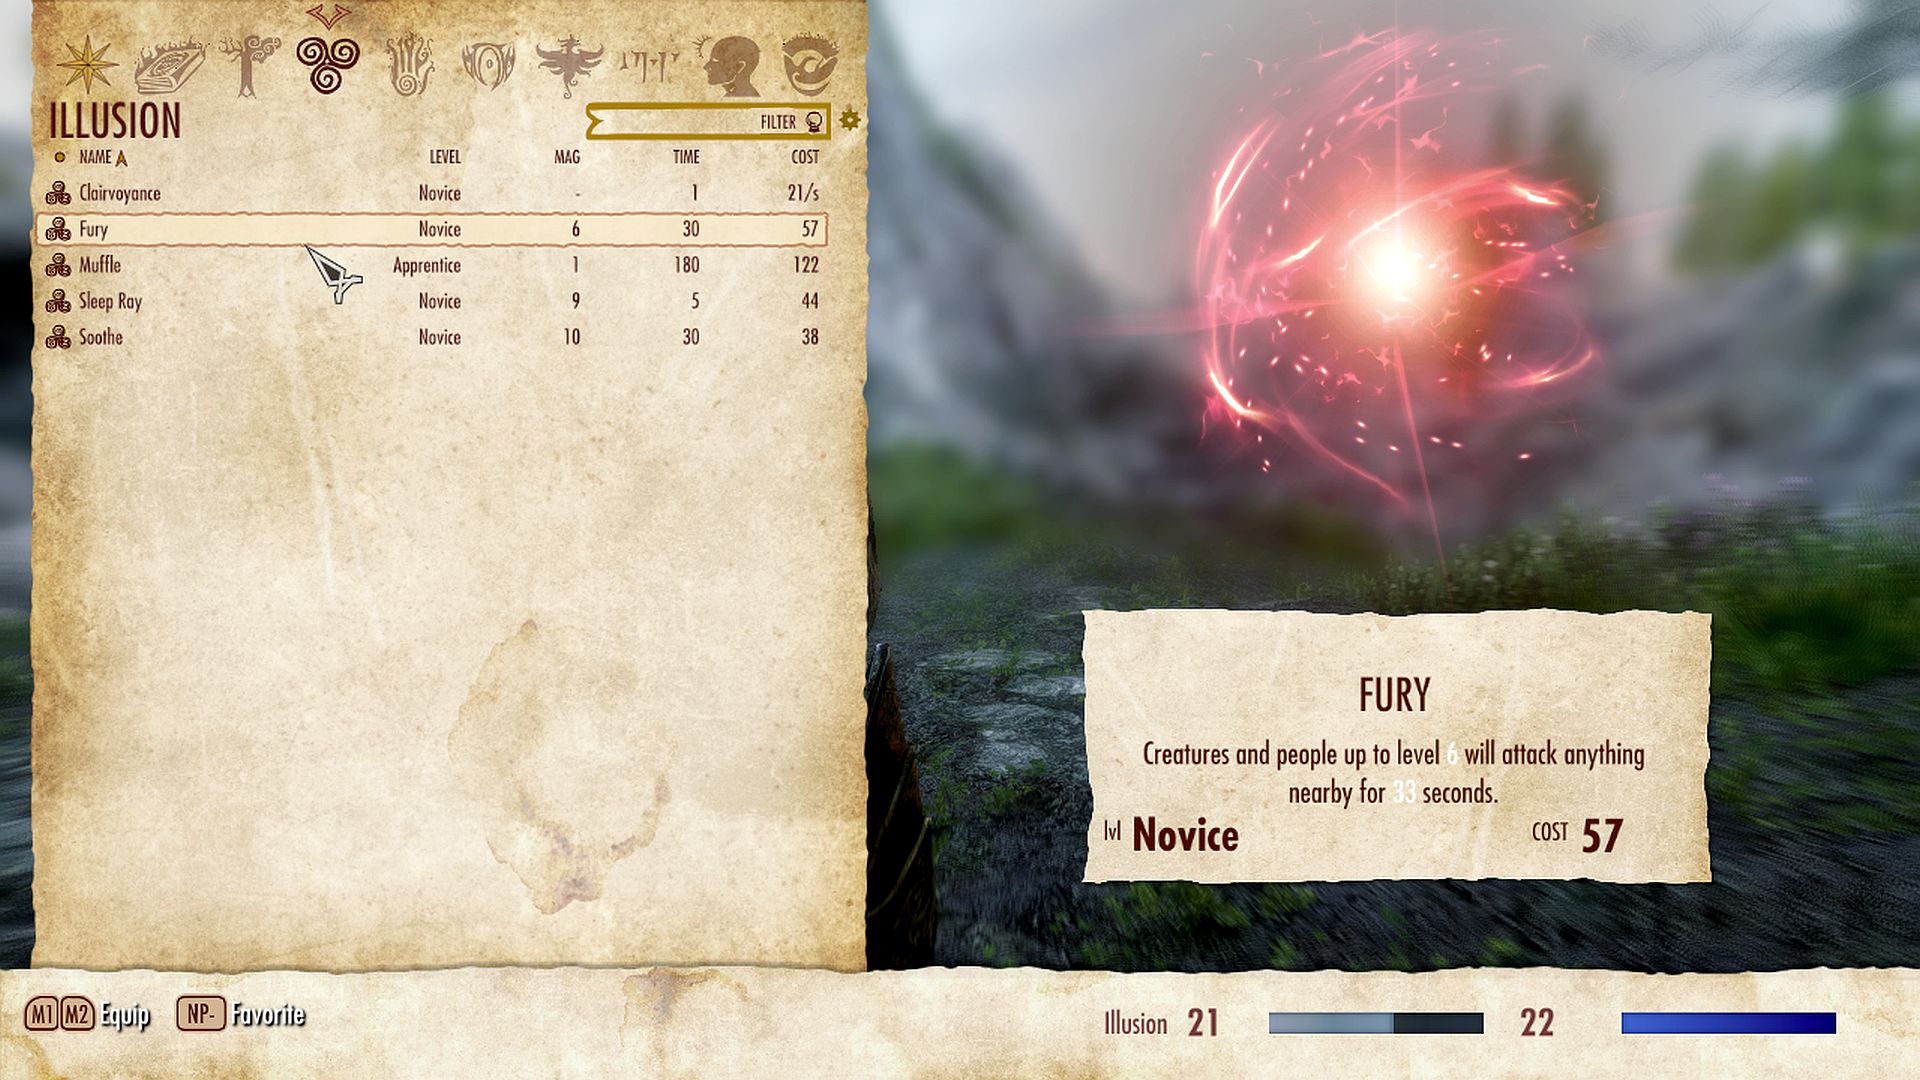 ILLUSION
FILTER
NAME LEVEL MAG TIME COST
Clairvoyance Novice - 1 21/s
Fury Novice 6 30 57
Muffle Apprentice 1 180 122
Sleep Ray Novice 9 5 44
Soothe Novice 10 30 38
FURY
Creatures and people up to level 6 will attack anything
nearby for 33 seconds.
lvl Novice COST 57
M1 M2 Equip NP- Favorite Illusion 21 22